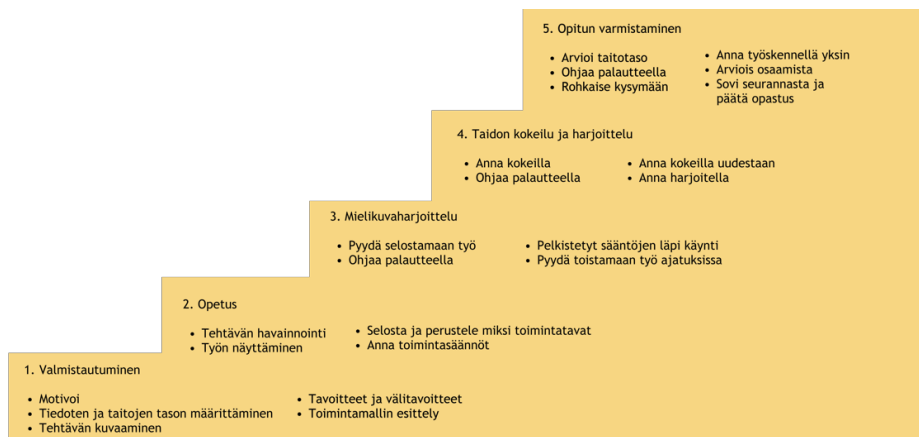 5. Opitun varmistaminen
• Arvioi taitotaso
• Ohjaa palautteella
• Rohkaise kysymään
• Anna työskennellä yksin
• Arviois osaamista
• Sovi seurannasta ja
päätä opastus
4. Taidon kokeilu ja harjoittelu
• Anna kokeilla
• Ohjaa palautteella
• Anna kokeilla uudestaan
• Anna harjoitella
3. Mielikuvaharjoittelu
• Pyydä selostamaan työ
• Ohjaa palautteella
• Pelkistetyt sääntöjen läpi käynti
• Pyydä toistamaan työ ajatuksissa
2. Opetus
• Tehtävän havainnointi
• Työn näyttäminen
• Selosta ja perustele miksi toimintatavat
• Anna toimintasäännöt
1. Valmistautuminen
• Motivoi
• Tiedoten ja taitojen tason määrittäminen
• Tehtävän kuvaaminen
• Tavoitteet ja välitavoitteet
• Toimintamallin esittely